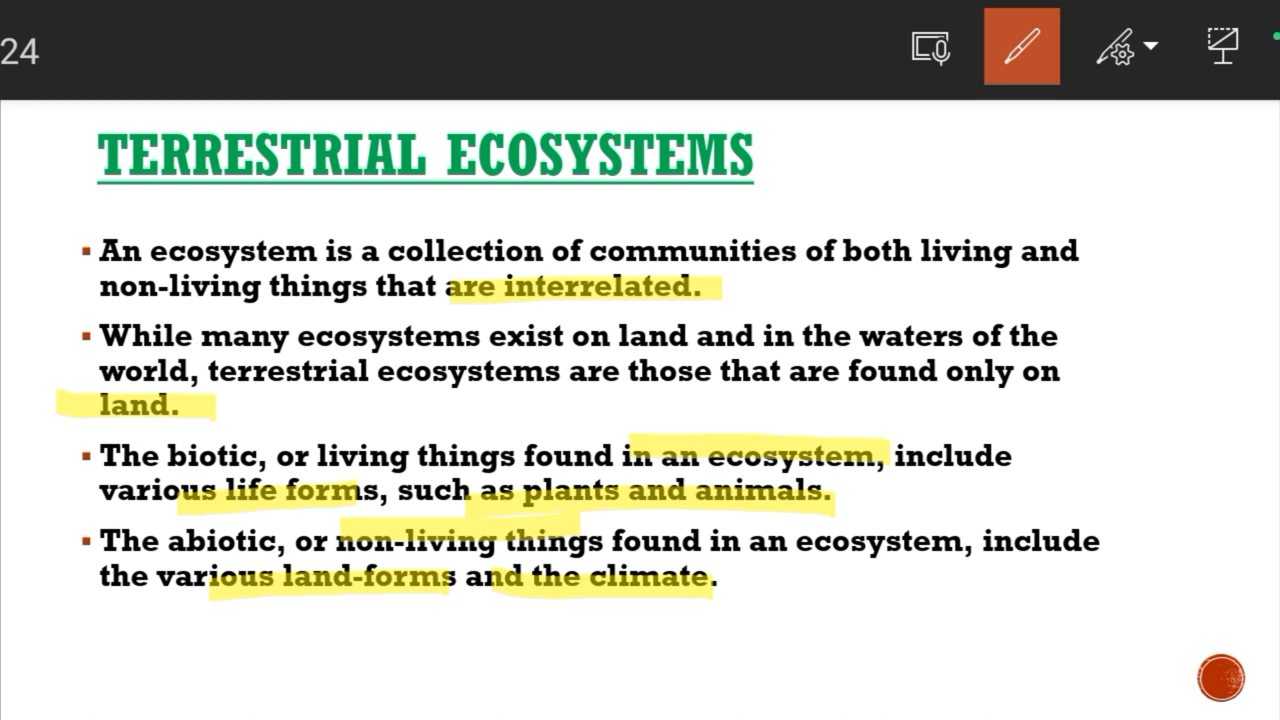 24
TERRESTRIAL ECOSYSTEMS
▪ An ecosystem is a collection of communities of both living and
non-living things that are interrelated.
▪ While many ecosystems exist on land and in the waters of the
world, terrestrial ecosystems are those that are found only on
land.
▪ The biotic, or living things found in an ecosystem, include
various life forms, such as plants and animals.
▪ The abiotic, or non-living things found in an ecosystem, include
the various land-forms and the climate.